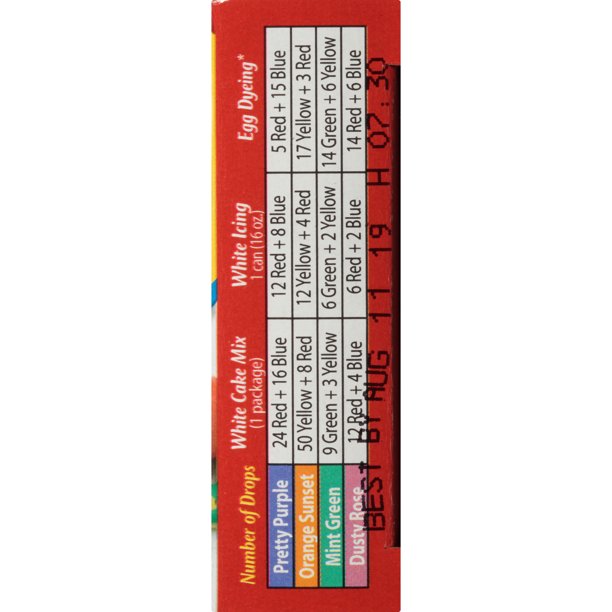 Number of Drops White Cake Mix White Icing Egg Dyeing*
(1 package) 1 can (16 oz.)
Pretty Purple 24 Red + 16 Blue 12 Red + 8 Blue 5 Red + 15 Blue
Orange Sunset 50 Yellow + 8 Red 12 Yellow + 4 Red 17 Yellow + 3 Red
Mint Green 9 Green + 3 Yellow 6 Green + 2 Yellow 14 Green + 6 Yellow
Dusty Rose 12 Red + 4 Blue 6 Red + 2 Blue 14 Red + 6 Blue
BEST BY AUG 11 19 H 07:30